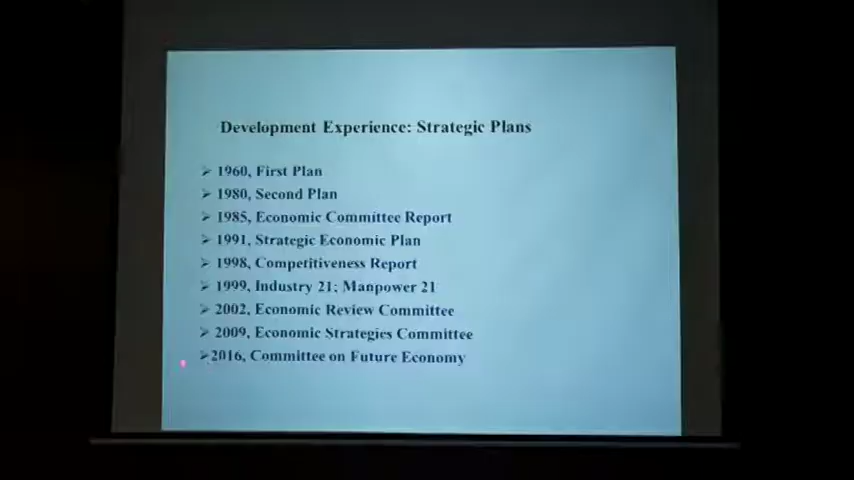 Development Experience: Strategic Plans
➢ 1960, First Plan
➢ 1980, Second Plan
➢ 1985, Economic Committee Report
➢ 1991, Strategic Economic Plan
➢ 1998, Competitiveness Report
➢ 1999, Industry 21; Manpower 21
➢ 2002, Economic Review Committee
➢ 2009, Economic Strategies Committee
➢2016, Committee on Future Economy